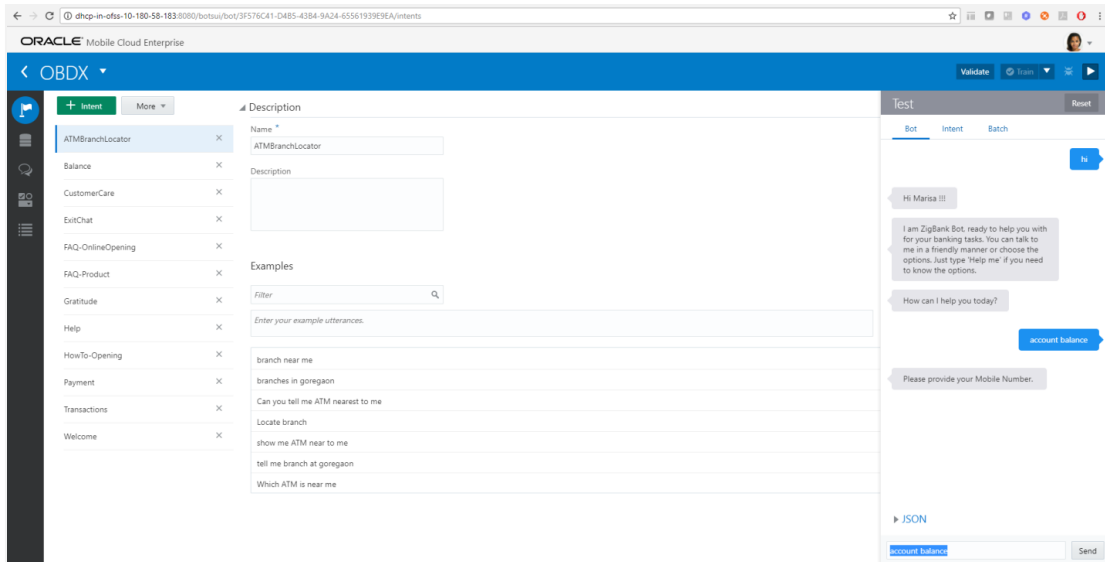 dhcp-in-ofss-10-180-58-183:8080/botsui/bot/3F576C41-D4B5-43B4-9A24-65561939E9EA/intents
ORACLE Mobile Cloud Enterprise
OBDX
Validate
Train
+ Intent
More
ATMBranchLocator
Balance
CustomerCare
ExitChat
FAQ-OnlineOpening
FAQ-Product
Gratitude
Help
HowTo-Opening
Payment
Transactions
Welcome
Description
Name *
ATMBranchLocator
Description
Examples
Filter
Enter your example utterances.
branch near me
branches in goregaon
Can you tell me ATM nearest to me
Locate branch
show me ATM near to me
tell me branch at goregaon
Which ATM is near me
Test
Reset
Bot Intent Batch
hi
Hi Marisa !!!
I am ZigBank Bot, ready to help you with
for your banking tasks. You can talk to
me in a friendly manner or choose the
options. Just type 'Help me' if you need
to know the options.
How can I help you today?
account balance
Please provide your Mobile Number.
JSON
account balance
Send